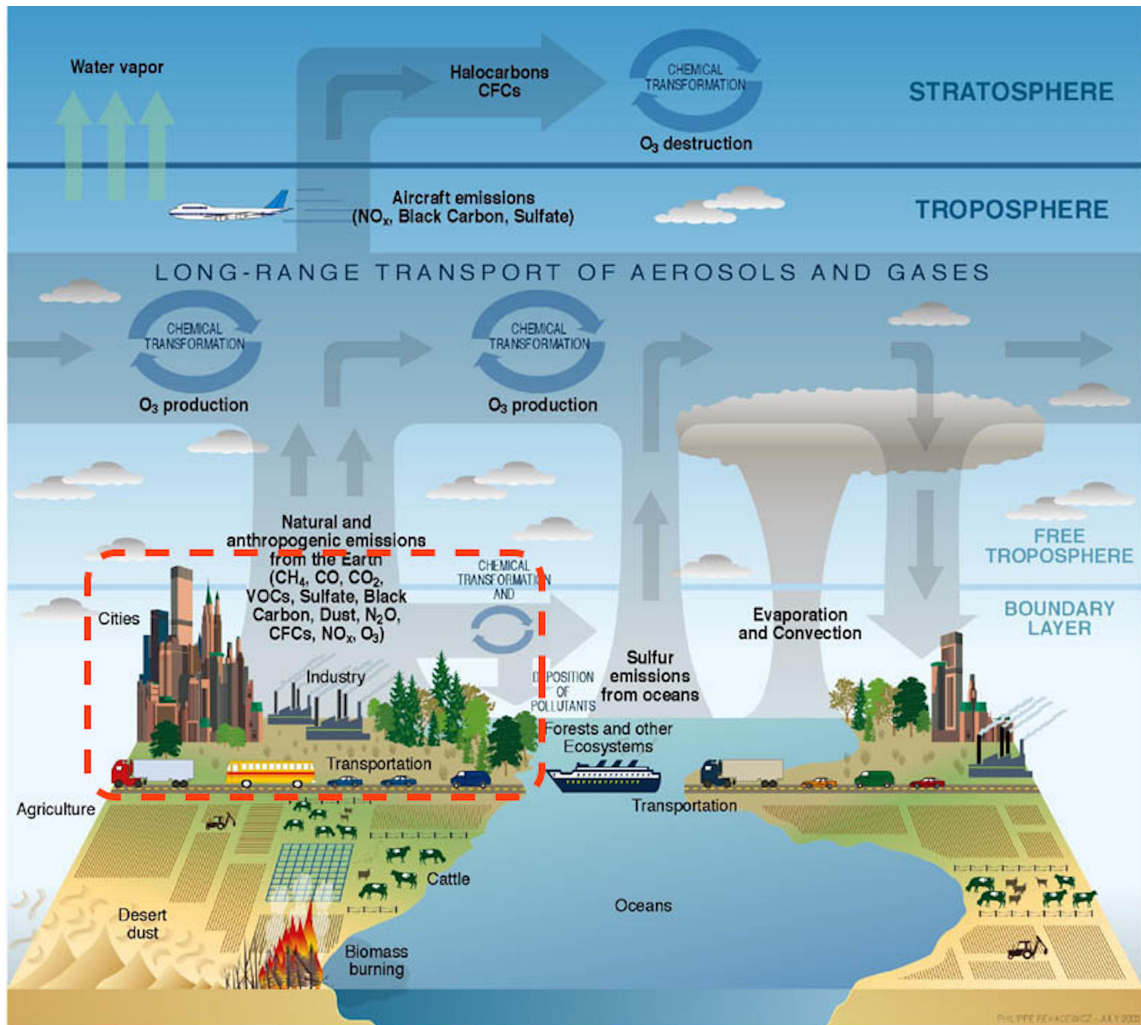 Water vapor
Halocarbons
CFCs
CHEMICAL
TRANSFORMATION
O₃ destruction
STRATOSPHERE
Aircraft emissions
(NOₓ, Black Carbon, Sulfate)
TROPOSPHERE
LONG-RANGE TRANSPORT OF AEROSOLS AND GASES
CHEMICAL
TRANSFORMATION
O₃ production
CHEMICAL
TRANSFORMATION
O₃ production
Natural and
anthropogenic emissions
from the Earth
(CH₄, CO, CO₂,
VOCs, Sulfate, Black
Carbon, Dust, N₂O,
CFCs, NOₓ, O₃)
CHEMICAL
TRANSFORMATION
AND
DEPOSITION
OF
POLLUTANTS
FREE
TROPOSPHERE
BOUNDARY
LAYER
Cities
Industry
Evaporation
and Convection
Sulfur
emissions
from oceans
Forests and other
Ecosystems
Transportation
Transportation
Agriculture
Cattle
Oceans
Desert
dust
Biomass
burning
PHILIPPE REKACEWICZ - JULY 2003